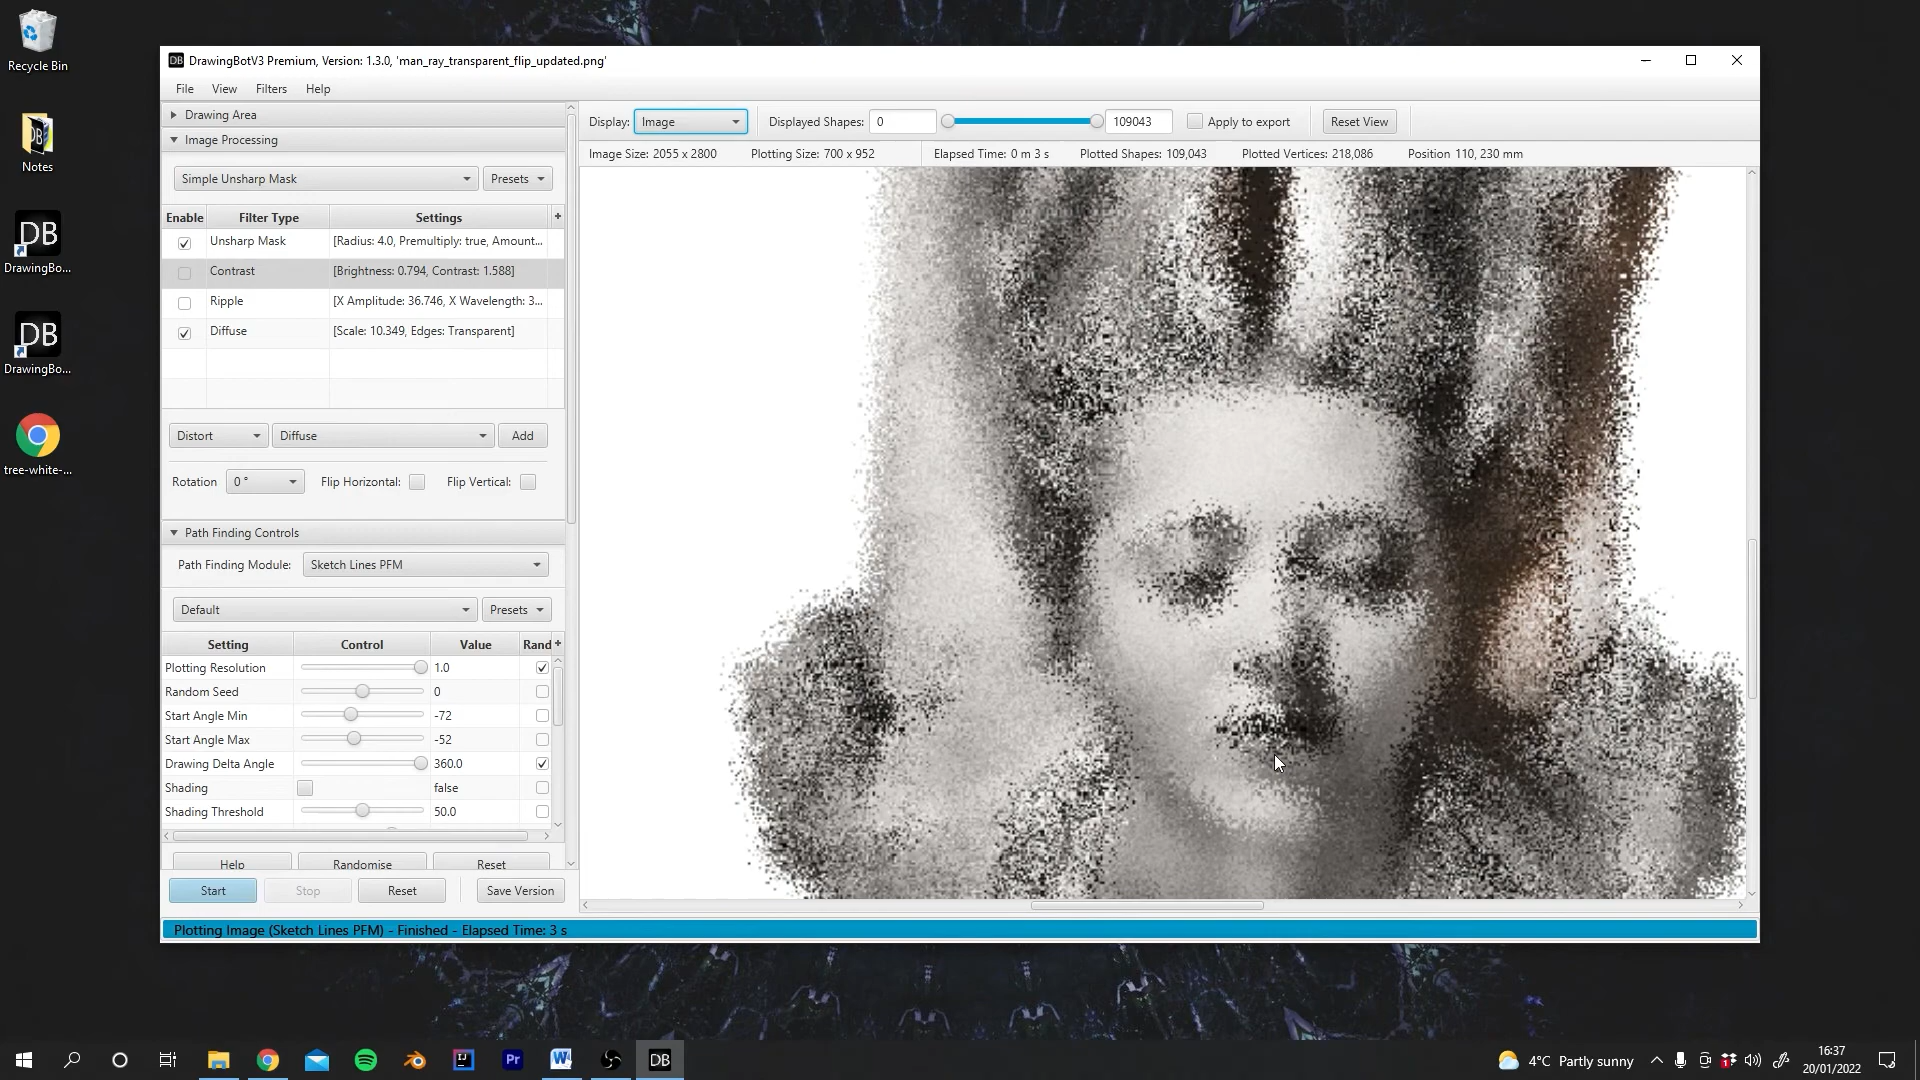 Recycle Bin
Notes
DrawingBo...
DrawingBo...
tree-white-...
DB DrawingBotV3 Premium, Version: 1.3.0, 'man_ray_transparent_flip_updated.png'
File View Filters Help
Drawing Area
Image Processing
Simple Unsharp Mask Presets
Enable Filter Type Settings +
Unsharp Mask [Radius: 4.0, Premultiply: true, Amount...
Contrast [Brightness: 0.794, Contrast: 1.588]
Ripple [X Amplitude: 36.746, X Wavelength: 3...
Diffuse [Scale: 10.349, Edges: Transparent]
Distort Diffuse Add
Rotation 0 ° Flip Horizontal: Flip Vertical:
Path Finding Controls
Path Finding Module: Sketch Lines PFM
Default Presets
Setting Control Value Rand +
Plotting Resolution 1.0
Random Seed 0
Start Angle Min -72
Start Angle Max -52
Drawing Delta Angle 360.0
Shading false
Shading Threshold 50.0
Help Randomise Reset
Start Stop Reset Save Version
Display: Image Displayed Shapes: 0 109043 Apply to export Reset View
Image Size: 2055 x 2800 Plotting Size: 700 x 952 Elapsed Time: 0 m 3 s Plotted Shapes: 109,043 Plotted Vertices: 218,086 Position 110, 230 mm
Plotting Image (Sketch Lines PFM) - Finished - Elapsed Time: 3 s
DB
DB
DB
IJ
Pr
W
DB
4°C Partly sunny
16:37
20/01/2022